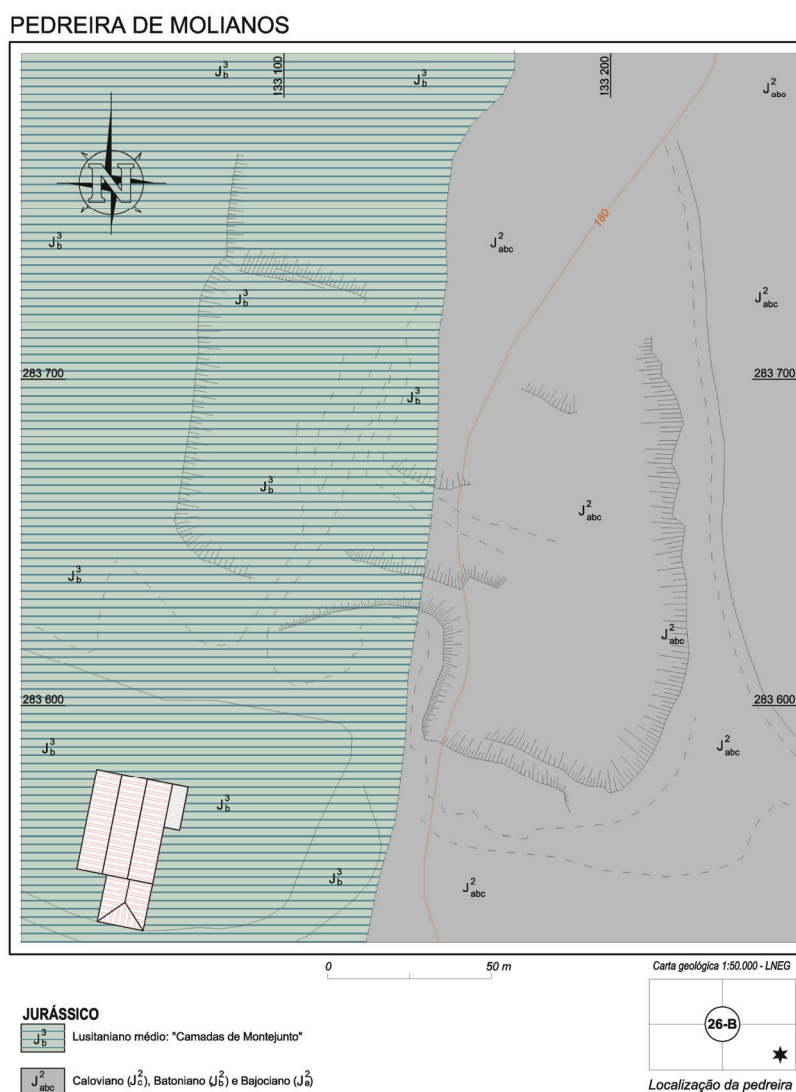 PEDREIRA DE MOLIANOS
J³b
J³b
133 100
133 200
J²abc
N
J³b
J²abc
180
J³b
J²abc
283 700
283 700
J³b
J³b
J²abc
J³b
J²abc
283 600
283 600
J³b
J²abc
J³b
J³b
J²abc
0 50 m
Carta geológica 1:50.000 - LNEG
JURÁSSICO
J³b Lusitaniano médio: "Camadas de Montejunto"
26-B
J²abc Caloviano (J²c), Batoniano (J²b) e Bajociano (J²a)
Localização da pedreira